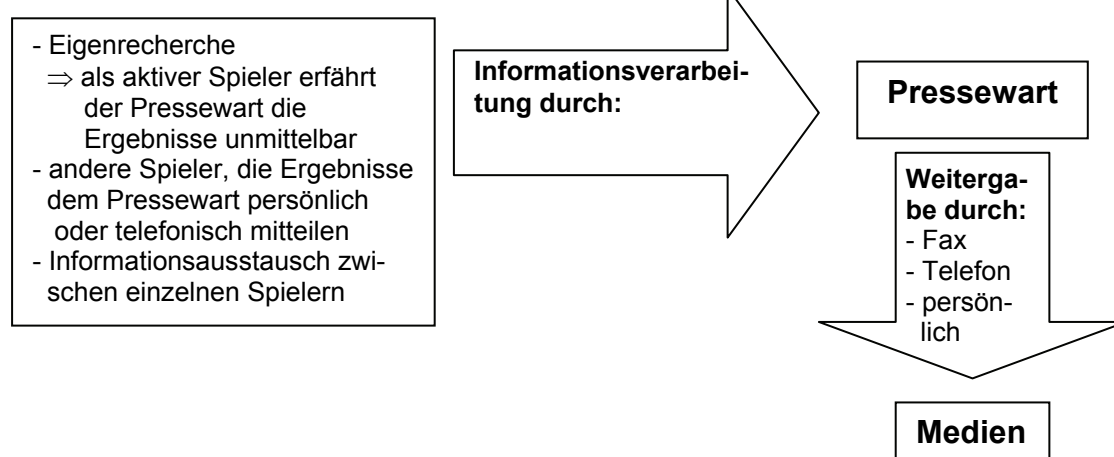 - Eigenrecherche
⇒ als aktiver Spieler erfährt
der Pressewart die
Ergebnisse unmittelbar
- andere Spieler, die Ergebnisse
dem Pressewart persönlich
oder telefonisch mitteilen
- Informationsausstausch zwi-
schen einzelnen Spielern
Informationsverarbei-
tung durch:
Pressewart
Weiterga-
be durch:
- Fax
- Telefon
- persön-
lich
Medien